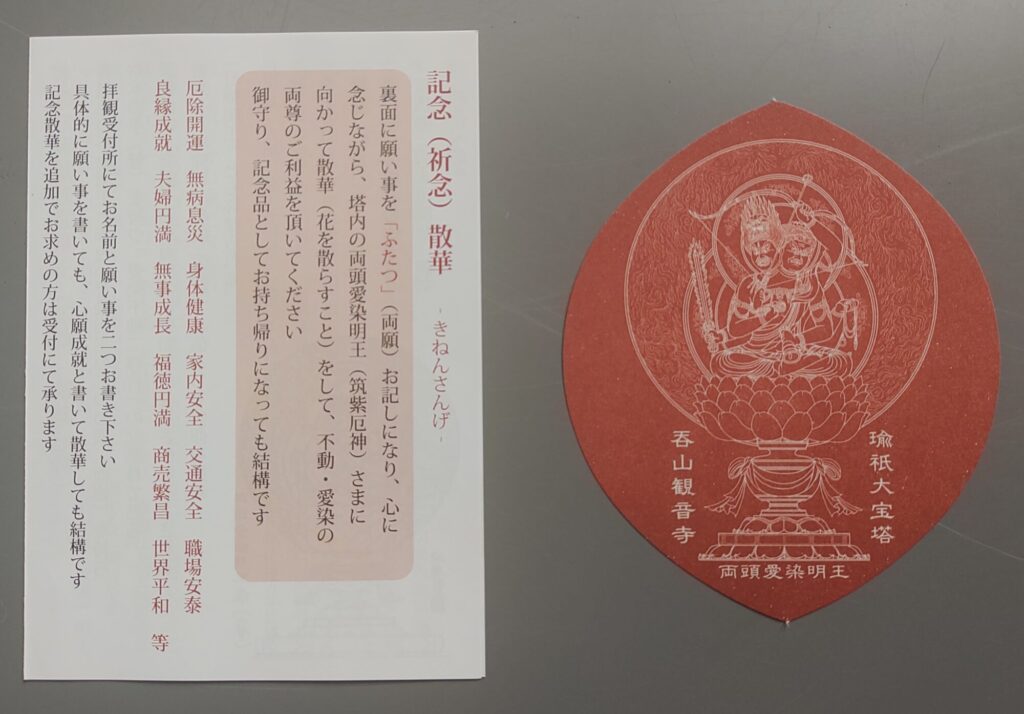 記念（祈念）散華 - きねんさんげ -
裏面に願い事を「ふたつ」（両願）お記しになり、心に
念じながら、塔内の両頭愛染明王（筑紫厄神）さまに
向かって散華（花を散らすこと）をして、不動・愛染の
両尊のご利益を頂いてください
御守り、記念品としてお持ち帰りになっても結構です
厄除開運 無病息災 身体健康 家内安全 交通安全 職場安泰
良縁成就 夫婦円満 無事成長 福徳円満 商売繁昌 世界平和 等
拝観受付所にてお名前と願い事を二つお書き下さい
具体的に願い事を書いても、心願成就と書いて散華しても結構です
記念散華を追加でお求めの方は受付にて承ります
瑜祇大宝塔
呑山観音寺
両頭愛染明王